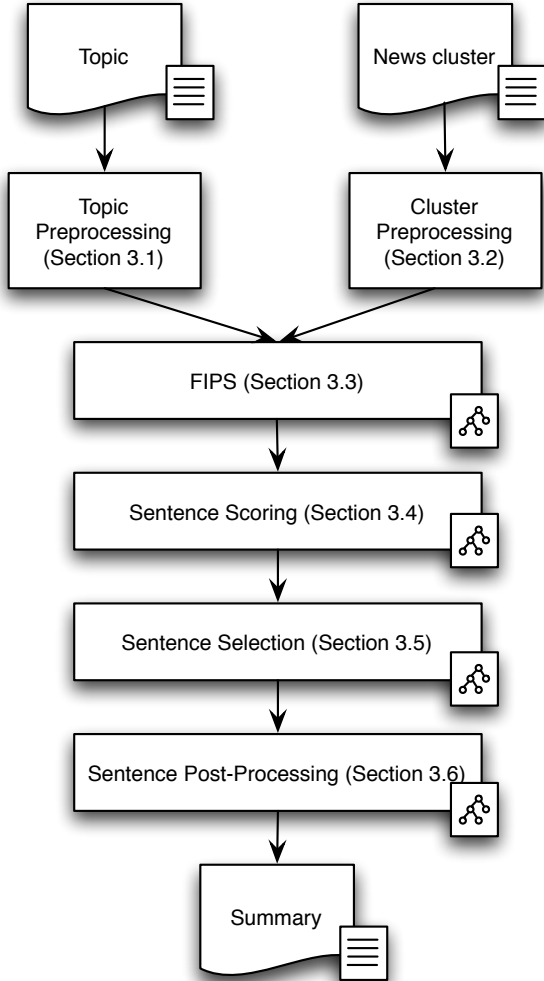 Topic
News cluster
Topic
Preprocessing
(Section 3.1)
Cluster
Preprocessing
(Section 3.2)
FIPS (Section 3.3)
Sentence Scoring (Section 3.4)
Sentence Selection (Section 3.5)
Sentence Post-Processing (Section 3.6)
Summary